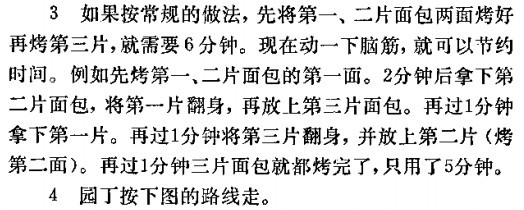 3 如果按常规的做法，先将第一、二片面包两面烤好
再烤第三片，就需要6分钟。现在动一下脑筋，就可以节约
时间。例如先烤第一、二片面包的第一面。2分钟后拿下第
二片面包，将第一片翻身，再放上第三片面包。再过1分钟
拿下第一片。再过1分钟将第三片翻身，并放上第二片（烤
第二面）。再过1分钟三片面包就都烤完了，只用了5分钟。
4 园丁按下图的路线走。